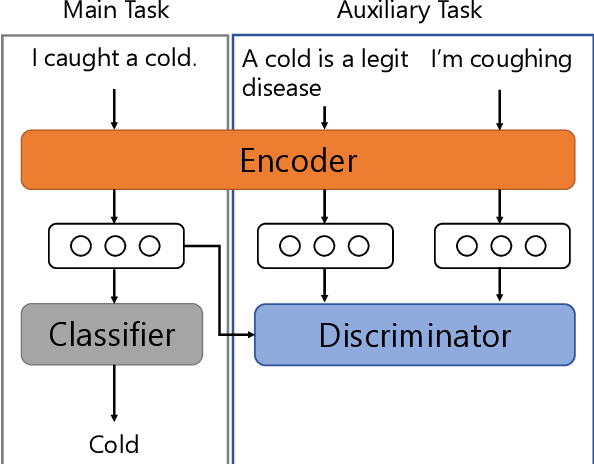 Main Task
Auxiliary Task
I caught a cold.
A cold is a legit
disease
I'm coughing
Encoder
Classifier
Discriminator
Cold